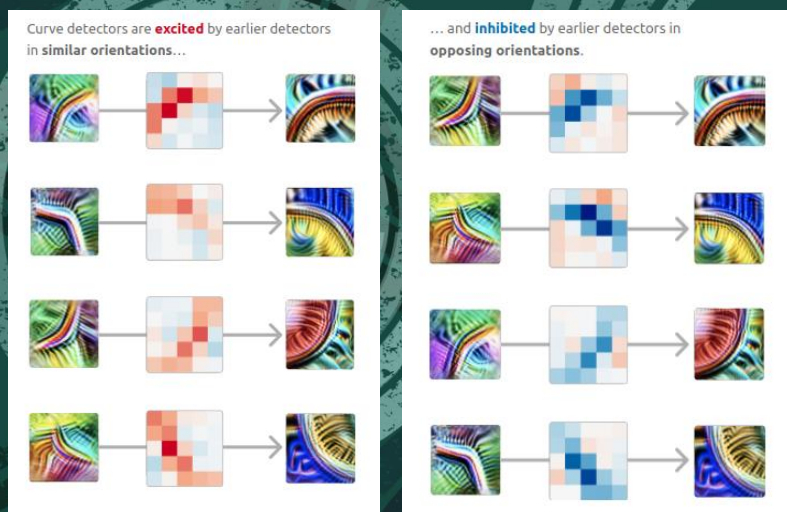 Curve detectors are excited by earlier detectors
in similar orientations…
… and inhibited by earlier detectors in
opposing orientations.